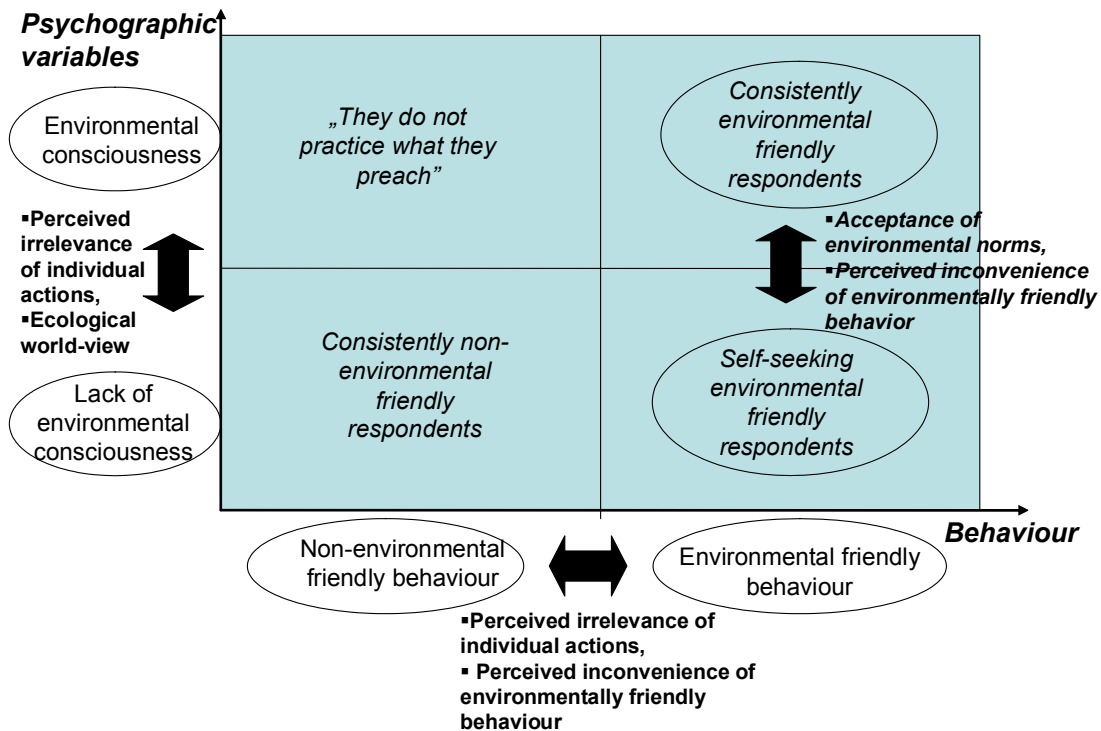 Psychographic
variables
Environmental
consciousness
▪Perceived
irrelevance
of individual
actions,
▪Ecological
world-view
Lack of
environmental
consciousness
„They do not
practice what they
preach”
Consistently
environmental
friendly
respondents
▪Acceptance of
environmental norms,
▪Perceived inconvenience
of environmentally friendly
behavior
Consistently non-
environmental
friendly
respondents
Self-seeking
environmental
friendly
respondents
Behaviour
Non-environmental
friendly behaviour
Environmental friendly
behaviour
▪Perceived irrelevance of
individual actions,
▪ Perceived inconvenience of
environmentally friendly
behaviour